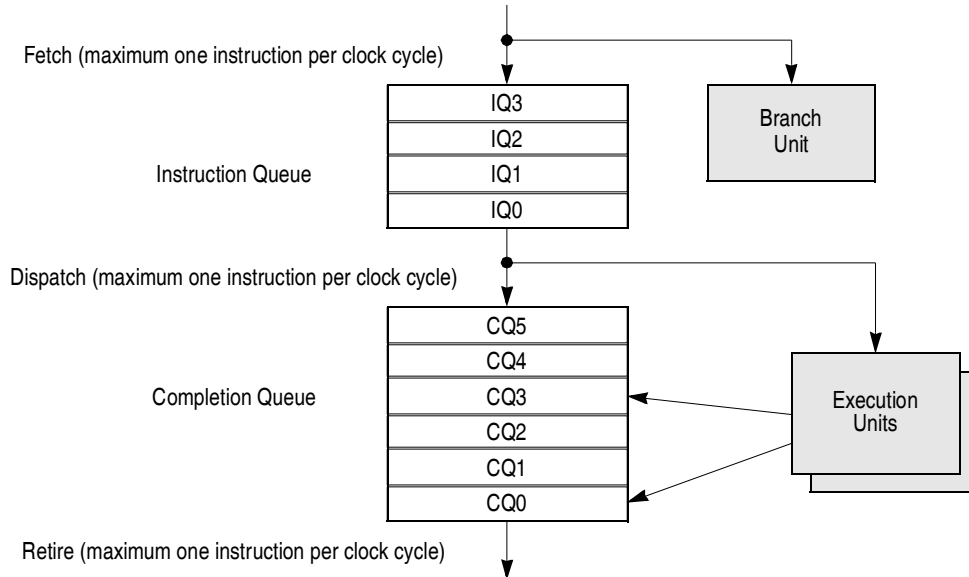 Fetch (maximum one instruction per clock cycle)
IQ3
Branch
Unit
IQ2
Instruction Queue
IQ1
IQ0
Dispatch (maximum one instruction per clock cycle)
CQ5
CQ4
Completion Queue
CQ3
Execution
Units
CQ2
CQ1
CQ0
Retire (maximum one instruction per clock cycle)